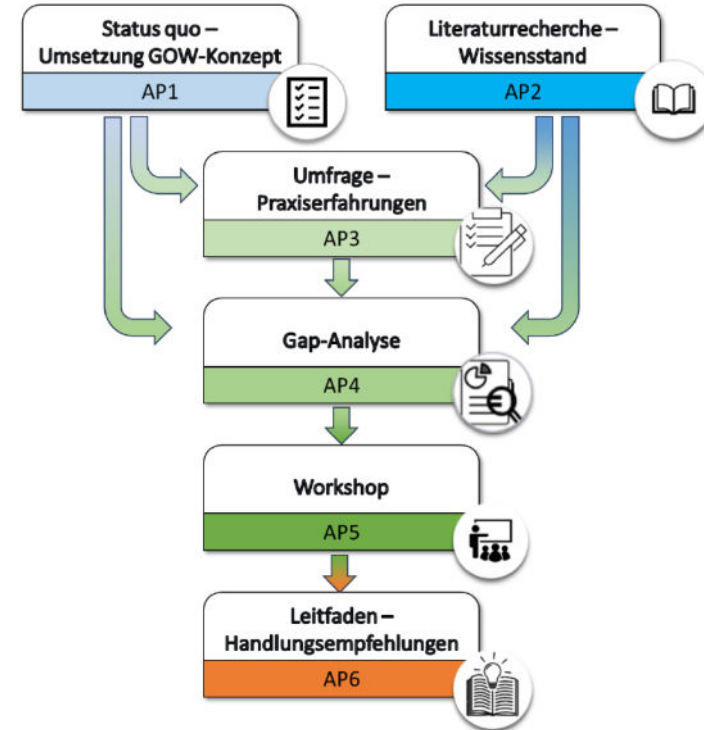 Status quo –
Umsetzung GOW-Konzept
AP1
Literaturrecherche –
Wissensstand
AP2
Umfrage –
Praxiserfahrungen
AP3
Gap-Analyse
AP4
Workshop
AP5
Leitfaden –
Handlungsempfehlungen
AP6